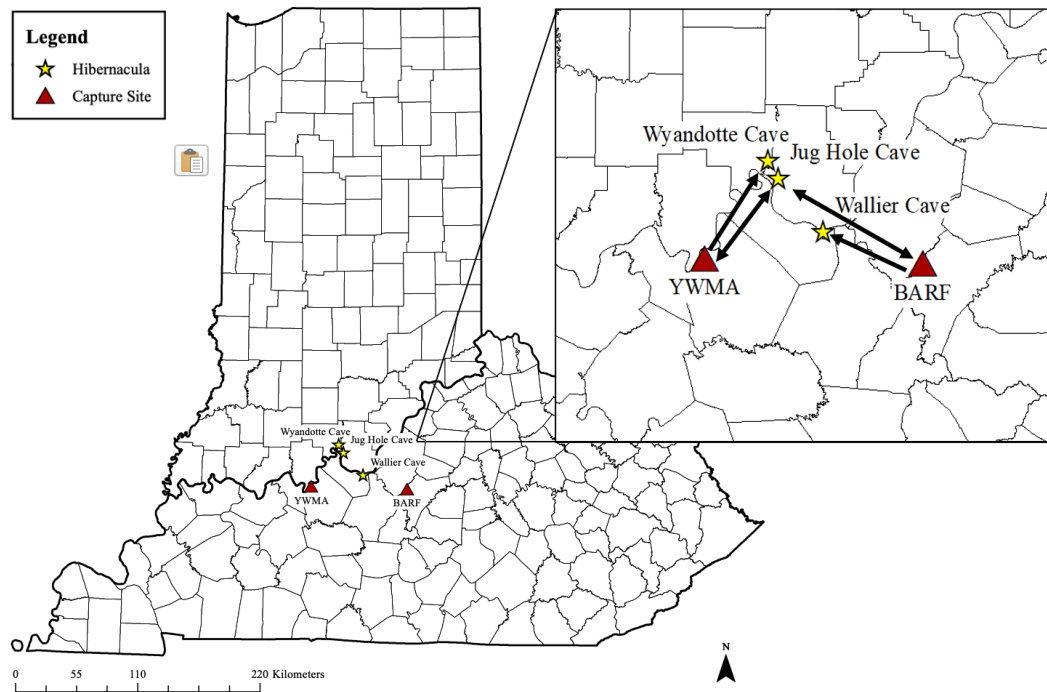 Legend
Hibernacula
Capture Site
Wyandotte Cave
Jug Hole Cave
Wallier Cave
YWMA
BARF
Wyandotte Cave
Jug Hole Cave
Wallier Cave
YWMA
BARF
N
0 55 110 220 Kilometers